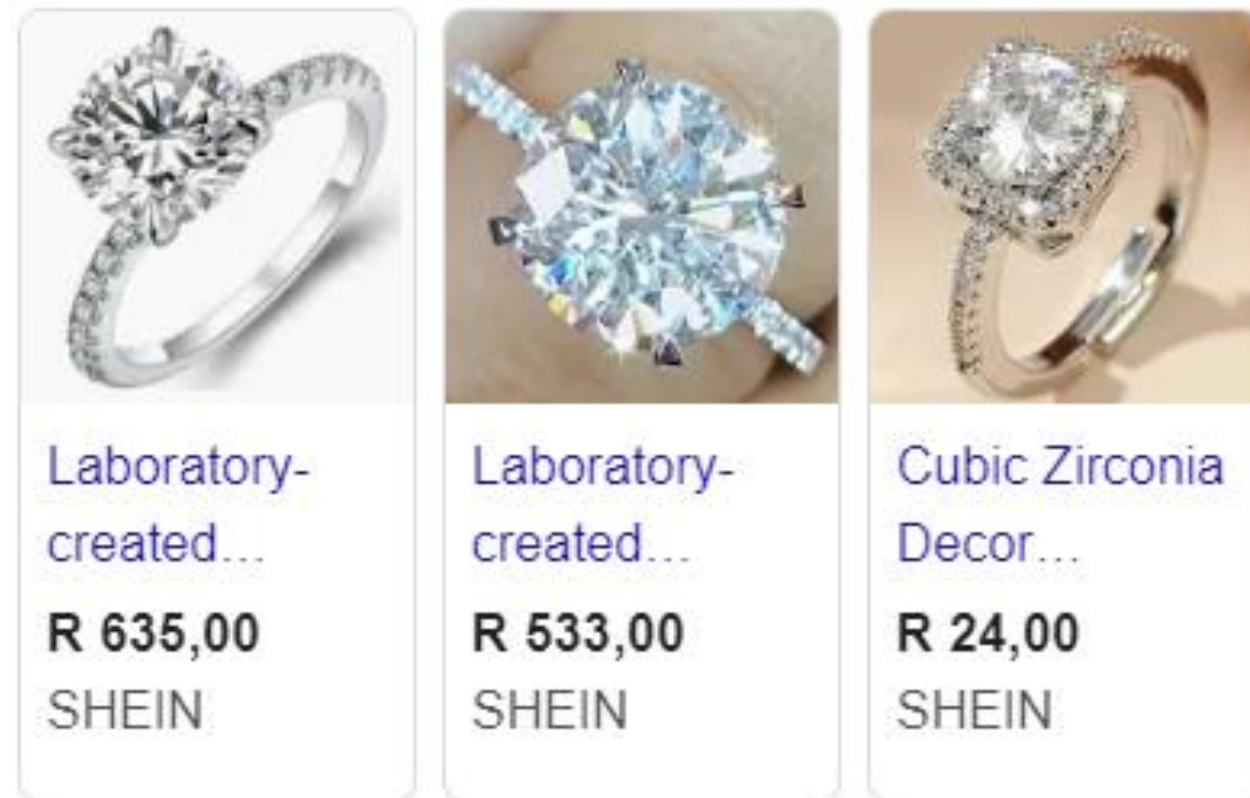 Laboratory-
created...
R 635,00
SHEIN
Laboratory-
created...
R 533,00
SHEIN
Cubic Zirconia
Decor...
R 24,00
SHEIN